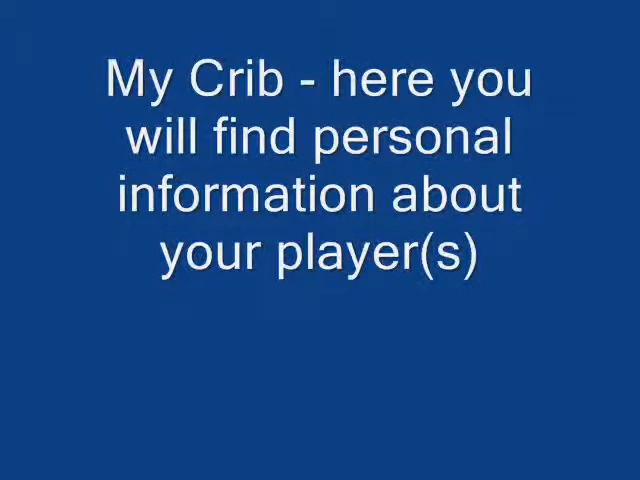 My Crib - here you
will find personal
information about
your player(s)